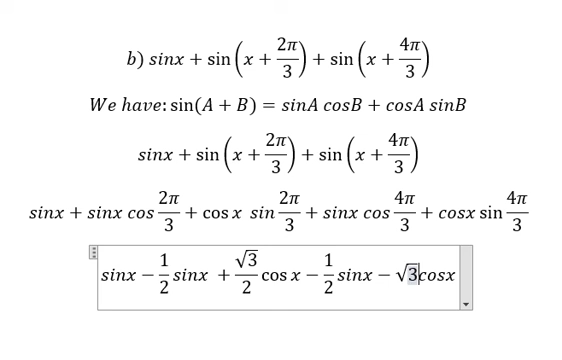 b) sinx + sin(x + 2π/3) + sin(x + 4π/3)
We have: sin(A + B) = sinA cosB + cosA sinB
sinx + sin(x + 2π/3) + sin(x + 4π/3)
sinx + sinx cos 2π/3 + cos x sin 2π/3 + sinx cos 4π/3 + cosx sin 4π/3
sinx − 1/2 sinx + √3/2 cos x − 1/2 sinx − √3cosx